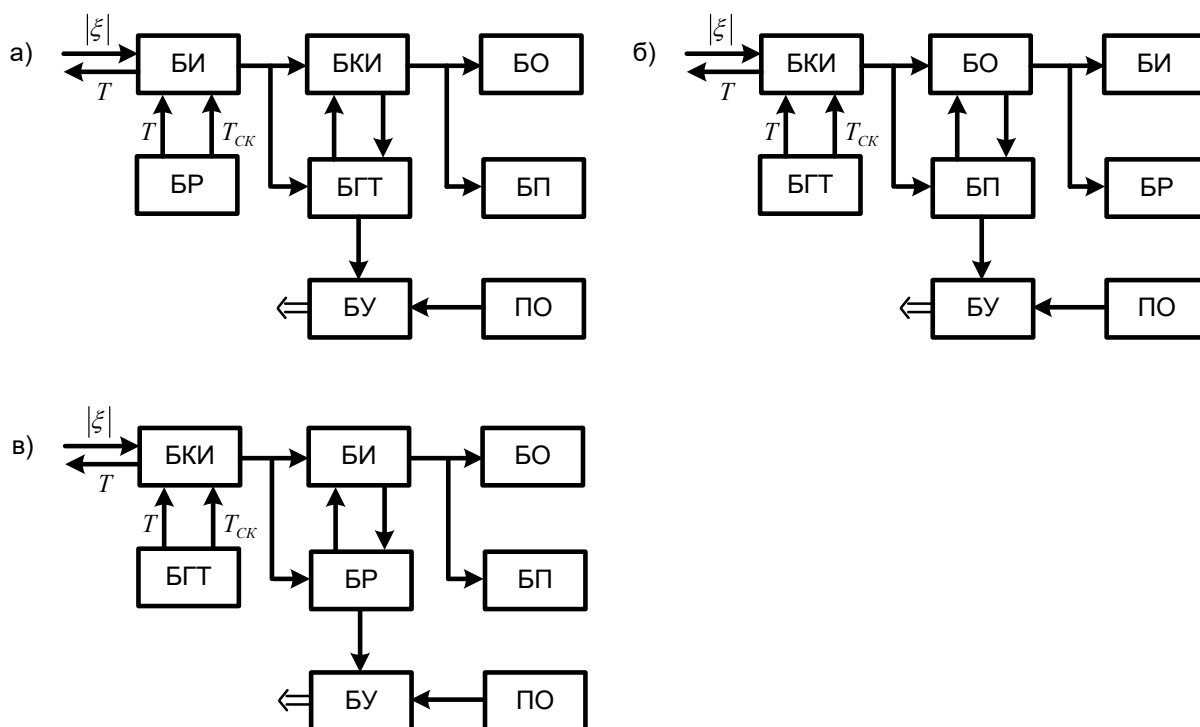 а)
|ξ|
T
БИ
БКИ
БО
T
T_СК
БР
БГТ
БП
БУ
ПО
б)
|ξ|
T
БКИ
БО
БИ
T
T_СК
БГТ
БП
БР
БУ
ПО
в)
|ξ|
T
БКИ
БИ
БО
T
T_СК
БГТ
БР
БП
БУ
ПО